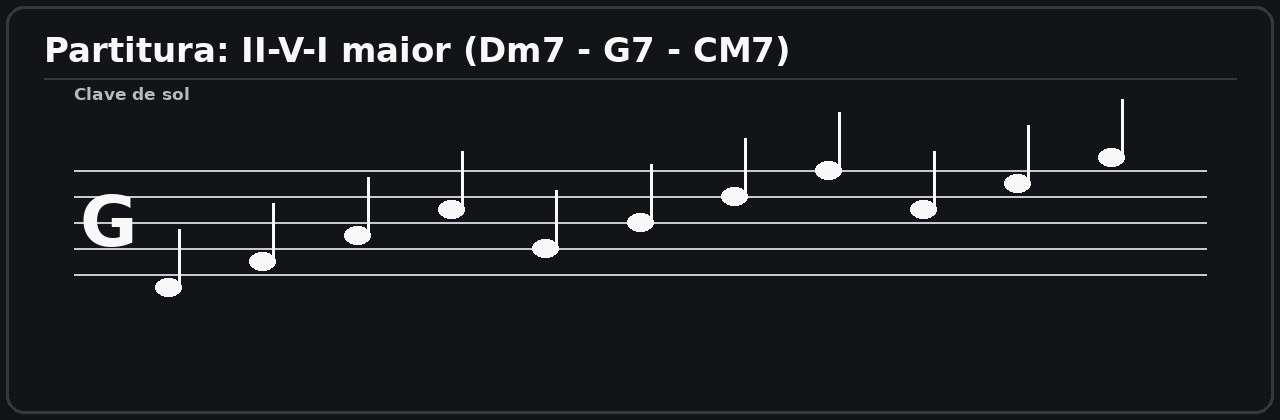 Partitura: II-V-I maior (Dm7 - G7 - CM7)
Clave de sol
G